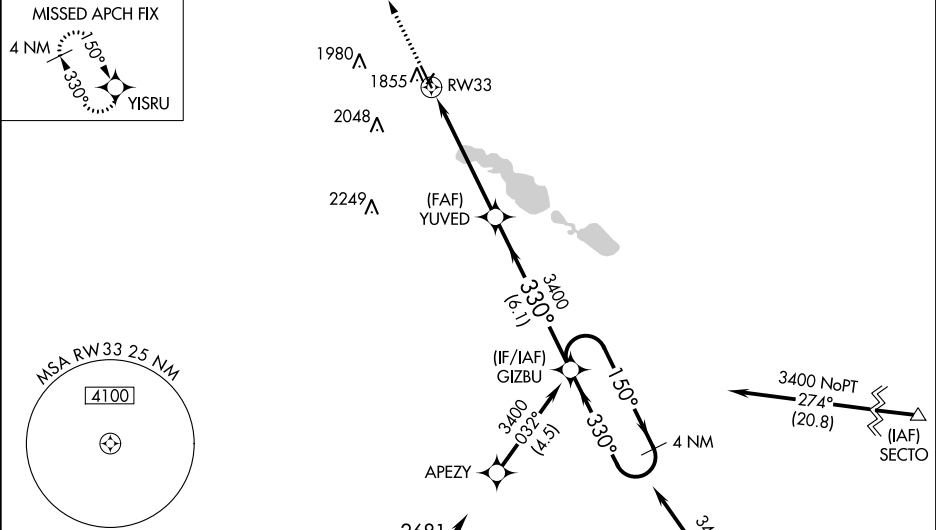 MISSED APCH FIX
4 NM
150°
330°
YISRU
1980
1855
RW33
2048
2249
(FAF)
YUVED
3400
330°
(6.1)
(IF/IAF)
GIZBU
150°
330°
4 NM
3400
032°
(4.5)
APEZY
3400 NoPT
274°
(20.8)
(IAF)
SECTO
MSA RW33 25 NM
4100